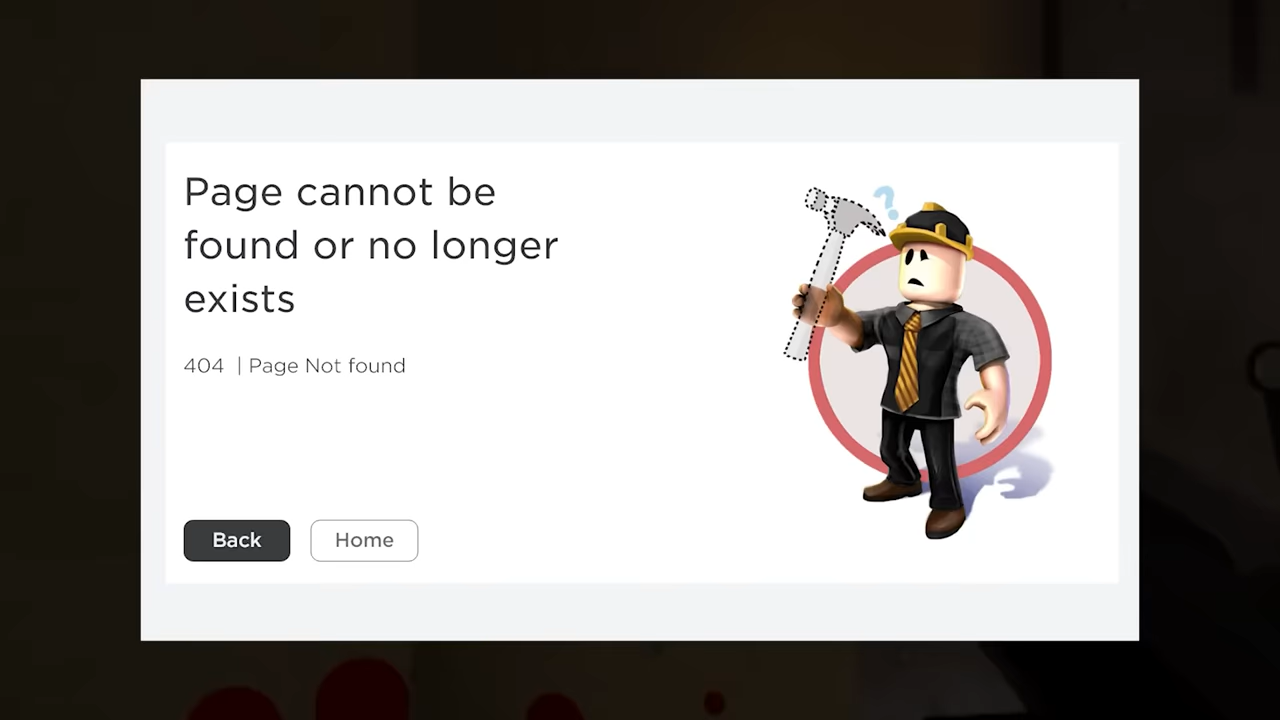 Page cannot be
found or no longer
exists
404 | Page Not found
Back
Home
?